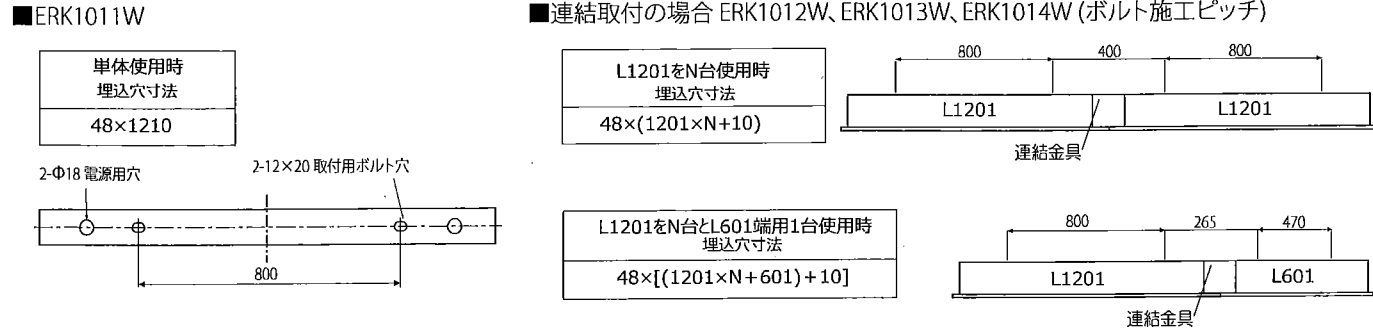 ■ERK1011W
単体使用時
埋込穴寸法
48×1210
2-Φ18 電源用穴
2-12×20 取付用ボルト穴
800
■連結取付の場合 ERK1012W、ERK1013W、ERK1014W (ボルト施工ピッチ)
L1201をN台使用時
埋込穴寸法
48×(1201×N+10)
800
400
800
L1201
L1201
連結金具
L1201をN台とL601端用1台使用時
埋込穴寸法
48×[(1201×N+601)+10]
800
265
470
L1201
L601
連結金具